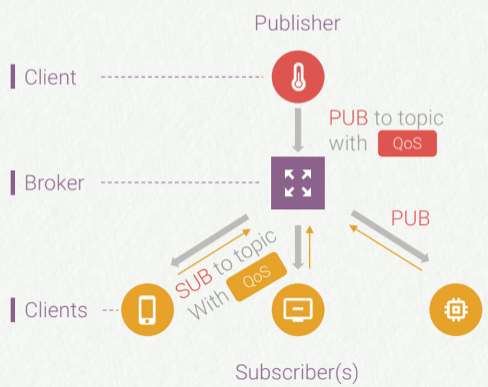 Publisher
Client
PUB to topic
with QoS
Broker
PUB
SUB to topic
With QoS
Clients
Subscriber(s)